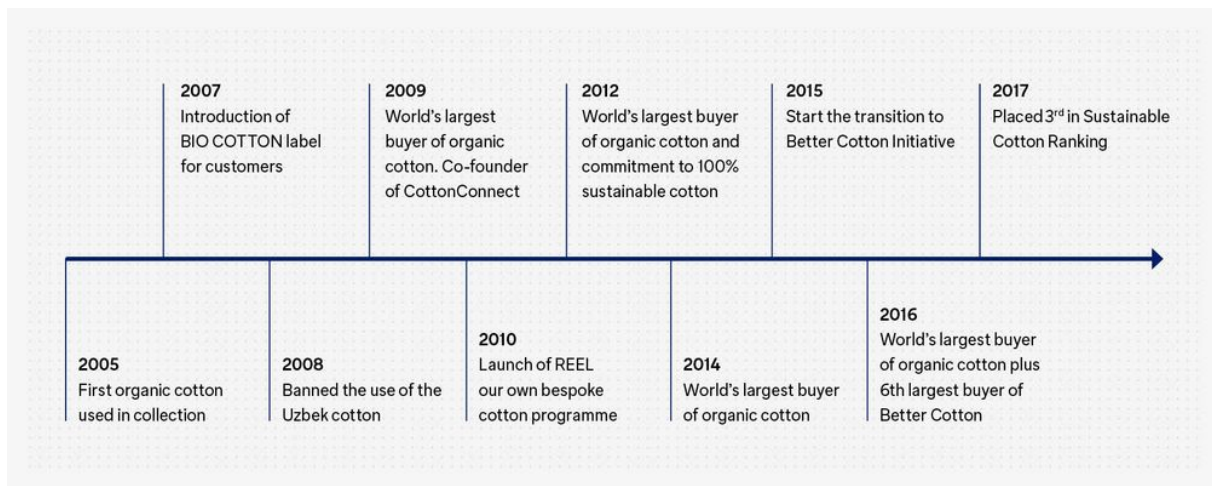 2007
Introduction of
BIO COTTON label
for customers
2009
World's largest
buyer of organic
cotton. Co-founder
of CottonConnect
2012
World's largest buyer
of organic cotton and
commitment to 100%
sustainable cotton
2015
Start the transition to
Better Cotton Initiative
2017
Placed 3rd in Sustainable
Cotton Ranking
2005
First organic cotton
used in collection
2008
Banned the use of the
Uzbek cotton
2010
Launch of REEL
our own bespoke
cotton programme
2014
World's largest buyer
of organic cotton
2016
World's largest buyer
of organic cotton plus
6th largest buyer of
Better Cotton